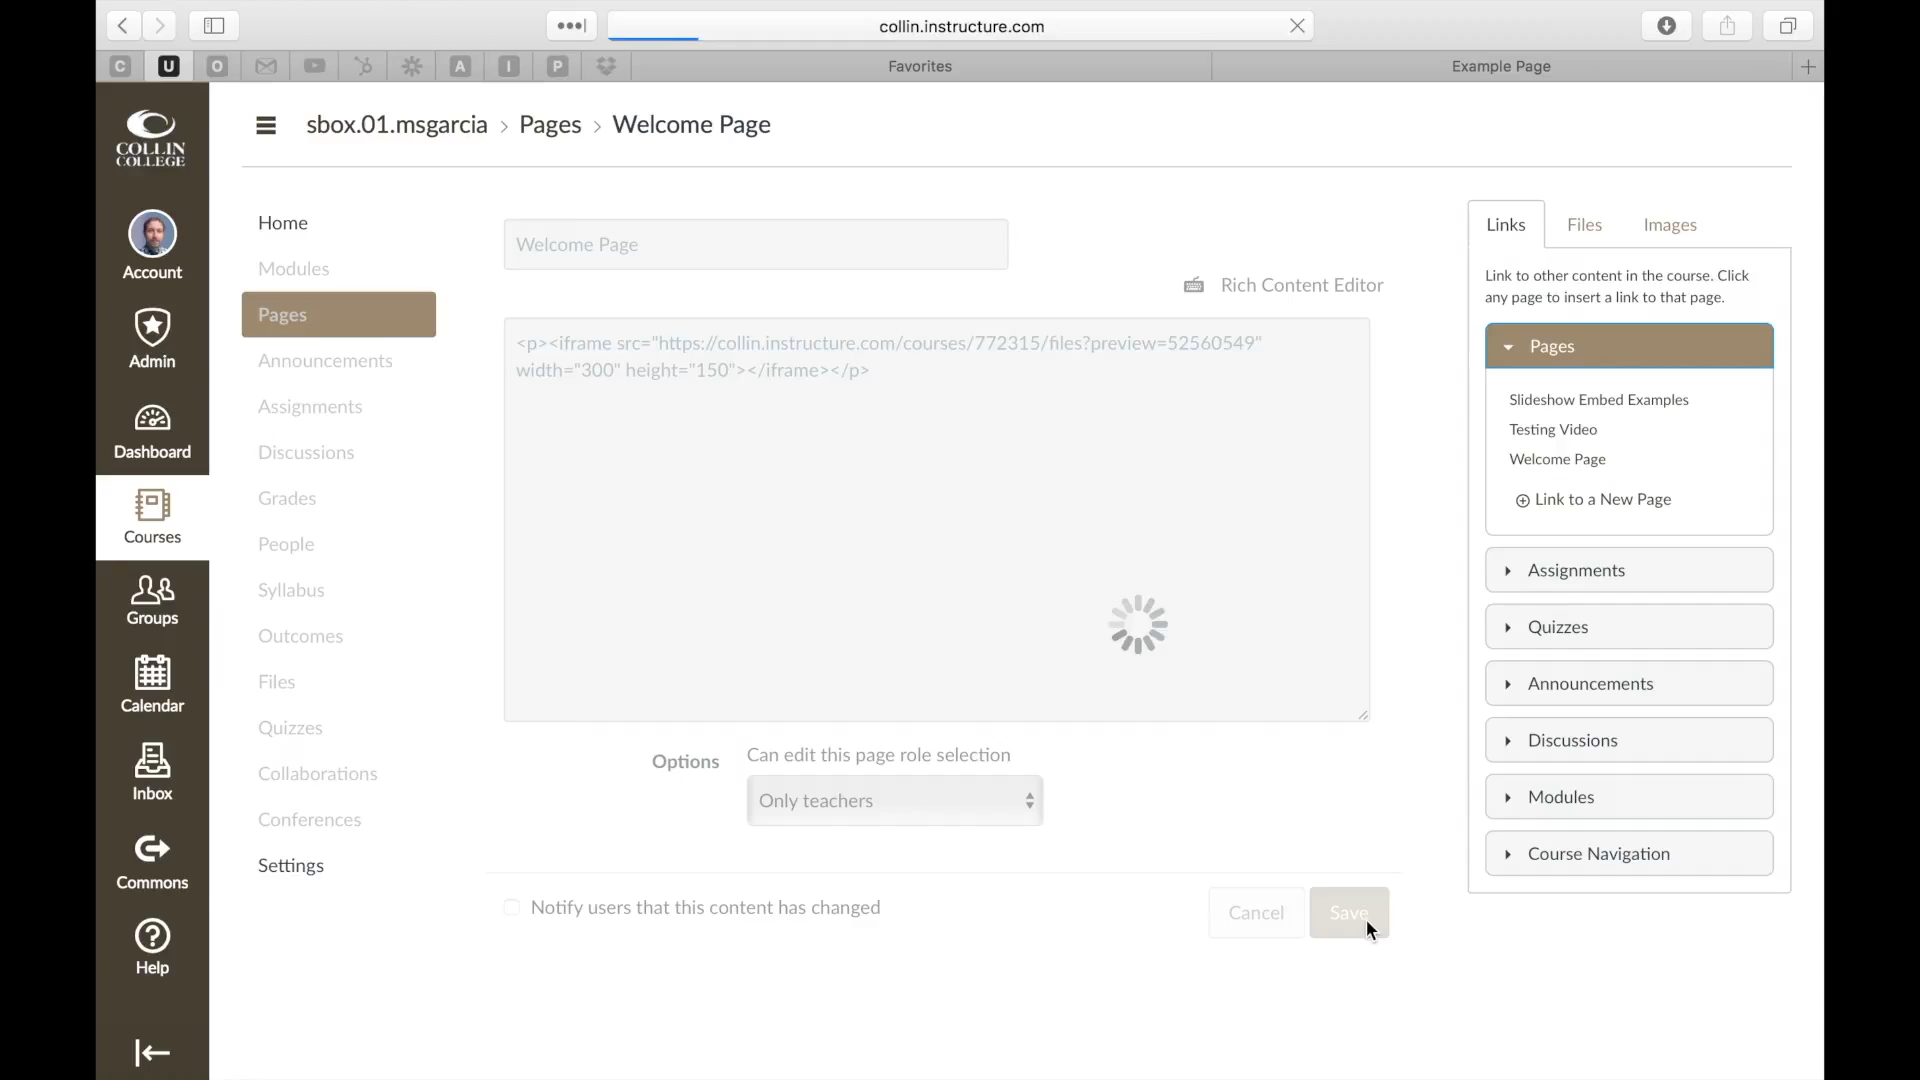 collin.instructure.com
C
U
O
A
I
P
Favorites
Example Page
COLLIN
COLLEGE
Account
Admin
Dashboard
Courses
Groups
Calendar
Inbox
Commons
Help
sbox.01.msgarcia > Pages > Welcome Page
Home
Modules
Pages
Announcements
Assignments
Discussions
Grades
People
Syllabus
Outcomes
Files
Quizzes
Collaborations
Conferences
Settings
Welcome Page
Rich Content Editor
<p><iframe src="https://collin.instructure.com/courses/772315/files?preview=52560549"
width="300" height="150"></iframe></p>
Options
Can edit this page role selection
Only teachers
Notify users that this content has changed
Cancel
Save
Links
Files
Images
Link to other content in the course. Click
any page to insert a link to that page.
Pages
Slideshow Embed Examples
Testing Video
Welcome Page
Link to a New Page
Assignments
Quizzes
Announcements
Discussions
Modules
Course Navigation